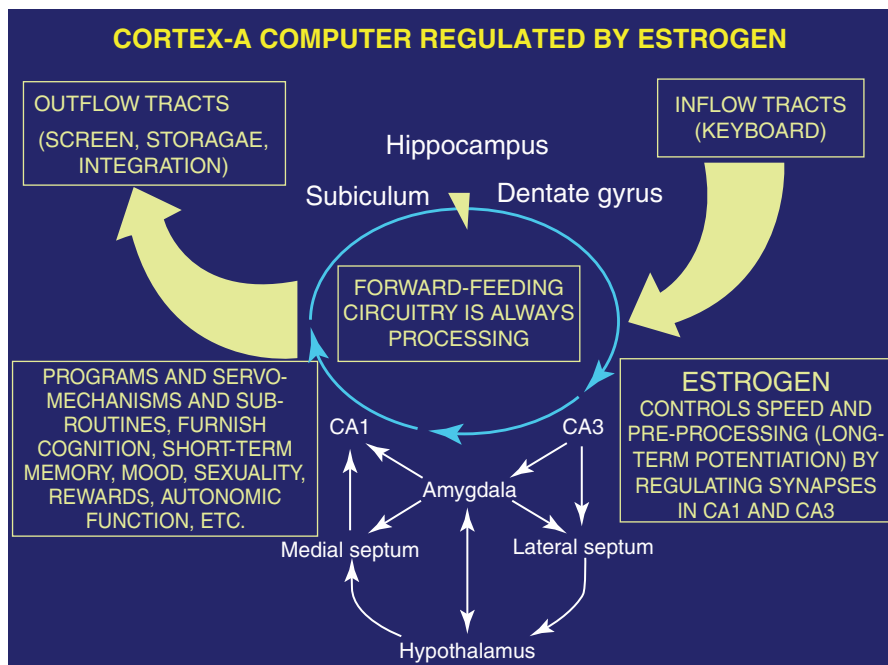 CORTEX-A COMPUTER REGULATED BY ESTROGEN
OUTFLOW TRACTS
(SCREEN, STORAGAE,
INTEGRATION)
INFLOW TRACTS
(KEYBOARD)
Hippocampus
Subiculum
Dentate gyrus
FORWARD-FEEDING
CIRCUITRY IS ALWAYS
PROCESSING
PROGRAMS AND SERVO-
MECHANISMS AND SUB-
ROUTINES, FURNISH
COGNITION, SHORT-TERM
MEMORY, MOOD, SEXUALITY,
REWARDS, AUTONOMIC
FUNCTION, ETC.
ESTROGEN
CONTROLS SPEED AND
PRE-PROCESSING (LONG-
TERM POTENTIATION) BY
REGULATING SYNAPSES
IN CA1 AND CA3
CA1
CA3
Amygdala
Medial septum
Lateral septum
Hypothalamus